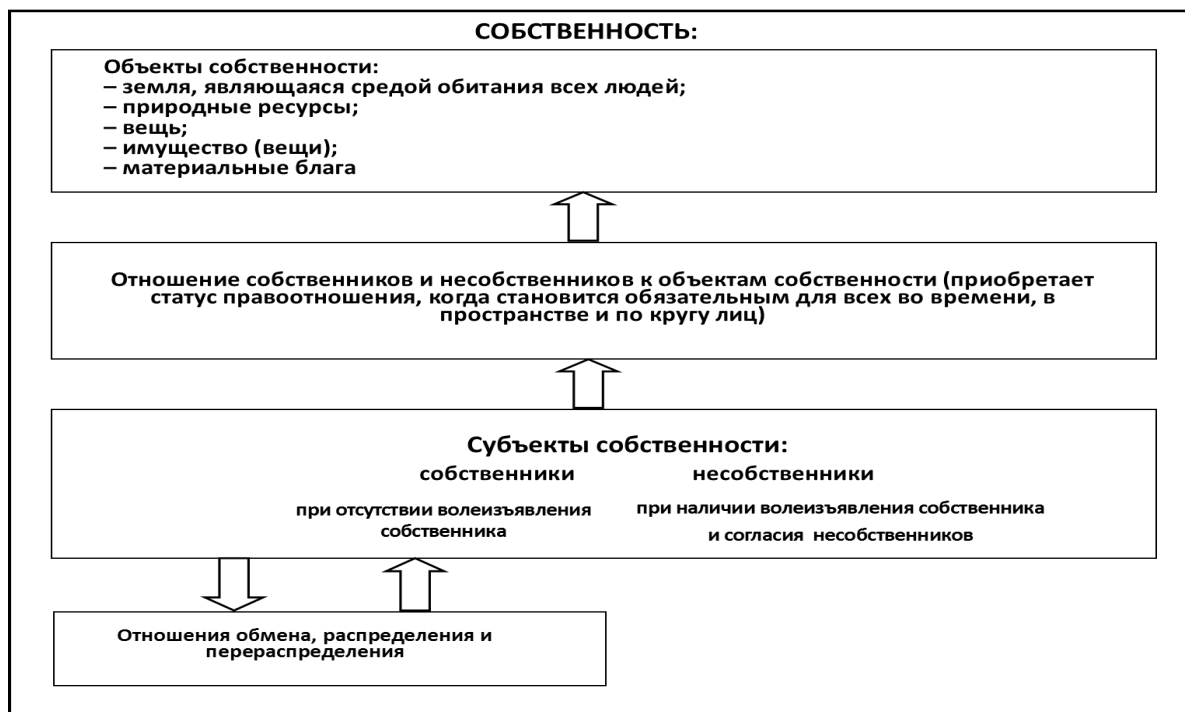 СОБСТВЕННОСТЬ:
Объекты собственности:
– земля, являющаяся средой обитания всех людей;
– природные ресурсы;
– вещь;
– имущество (вещи);
– материальные блага
Отношение собственников и несобственников к объектам собственности (приобретает
статус правоотношения, когда становится обязательным для всех во времени, в
пространстве и по кругу лиц)
Субъекты собственности:
собственники несобственники
при отсутствии волеизъявления
собственника
при наличии волеизъявления собственника
и согласия несобственников
Отношения обмена, распределения и
перераспределения